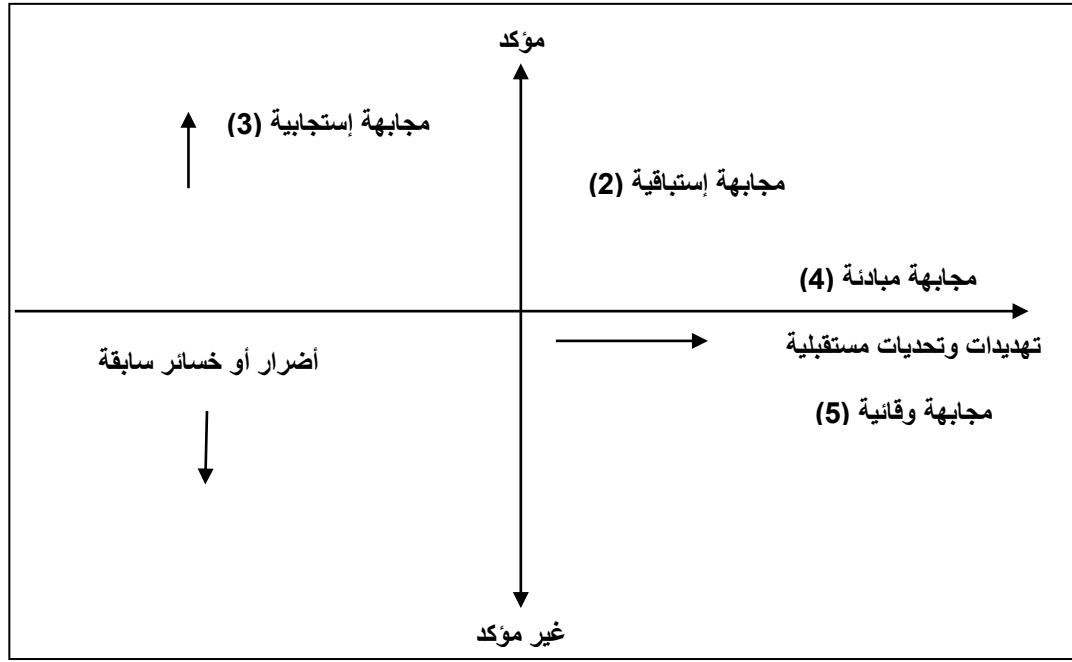 مؤكد
مجابهة إستجابية (3)
مجابهة إستباقية (2)
مجابهة مبادئة (4)
تهديدات وتحديات مستقبلية
أضرار أو خسائر سابقة
مجابهة وقائية (5)
غير مؤكد